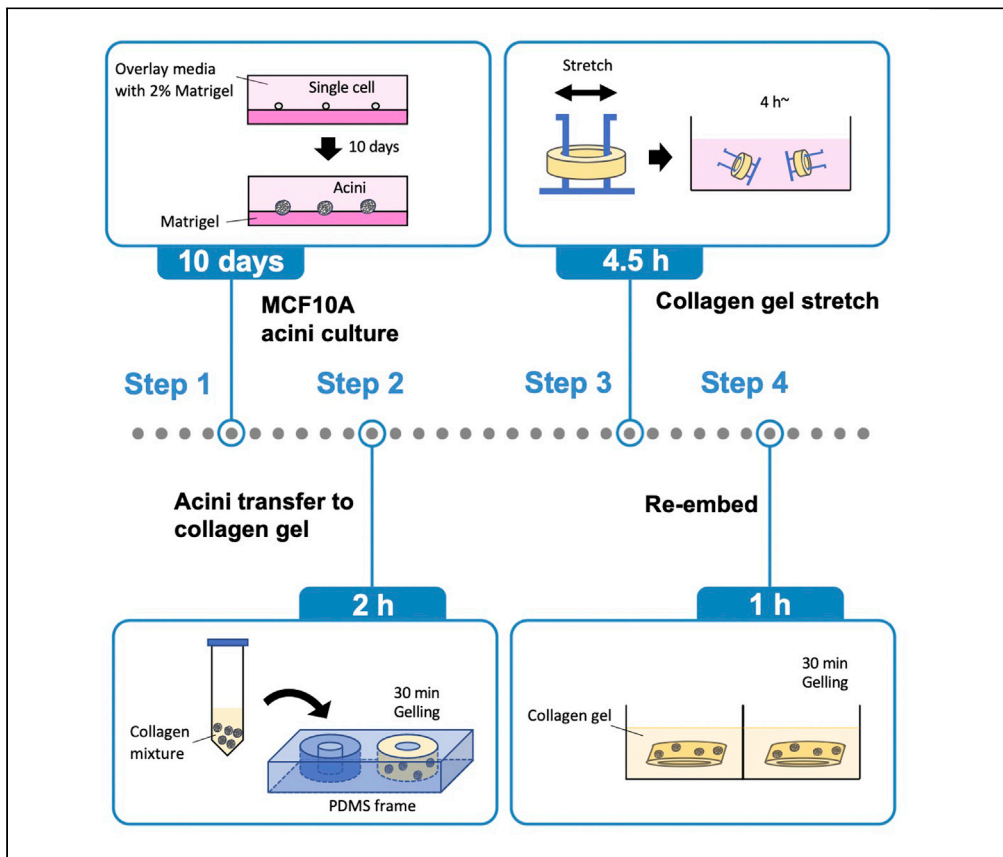 Overlay media
with 2% Matrigel
Single cell
10 days
Acini
Matrigel
10 days
MCF10A
acini culture
Step 1
Stretch
4 h~
4.5 h
Collagen gel stretch
Step 2
Step 3
Step 4
Acini transfer to
collagen gel
2 h
Collagen
mixture
30 min
Gelling
PDMS frame
Re-embed
1 h
30 min
Gelling
Collagen gel